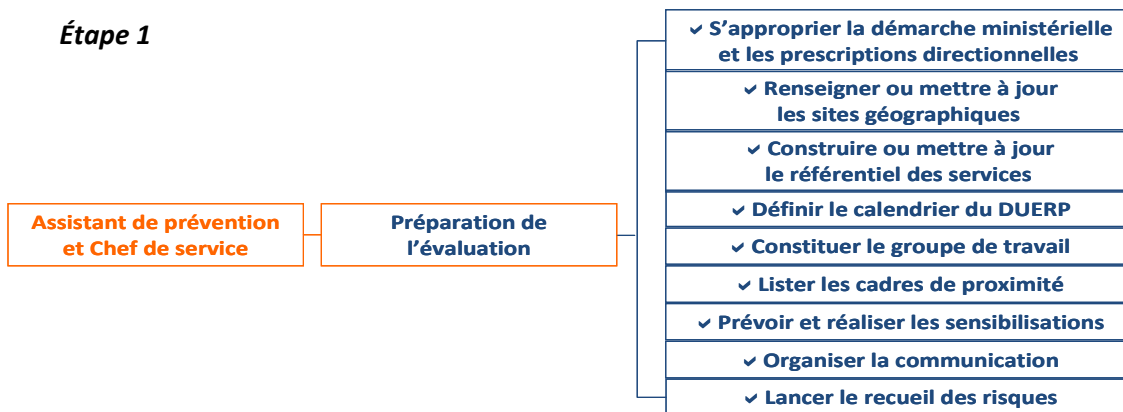 Étape 1
✓ S’approprier la démarche ministérielle
et les prescriptions directionnelles
✓ Renseigner ou mettre à jour
les sites géographiques
✓ Construire ou mettre à jour
le référentiel des services
Assistant de prévention
et Chef de service
Préparation de
l’évaluation
✓ Définir le calendrier du DUERP
✓ Constituer le groupe de travail
✓ Lister les cadres de proximité
✓ Prévoir et réaliser les sensibilisations
✓ Organiser la communication
✓ Lancer le recueil des risques